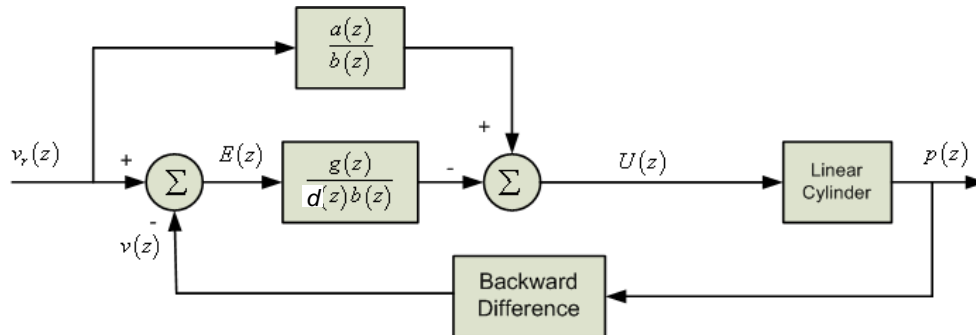 a(z)
b(z)
+
v_r(z)
+
Σ
E(z)
g(z)
d(z)b(z)
-
Σ
U(z)
Linear
Cylinder
p(z)
-
v(z)
Backward
Difference